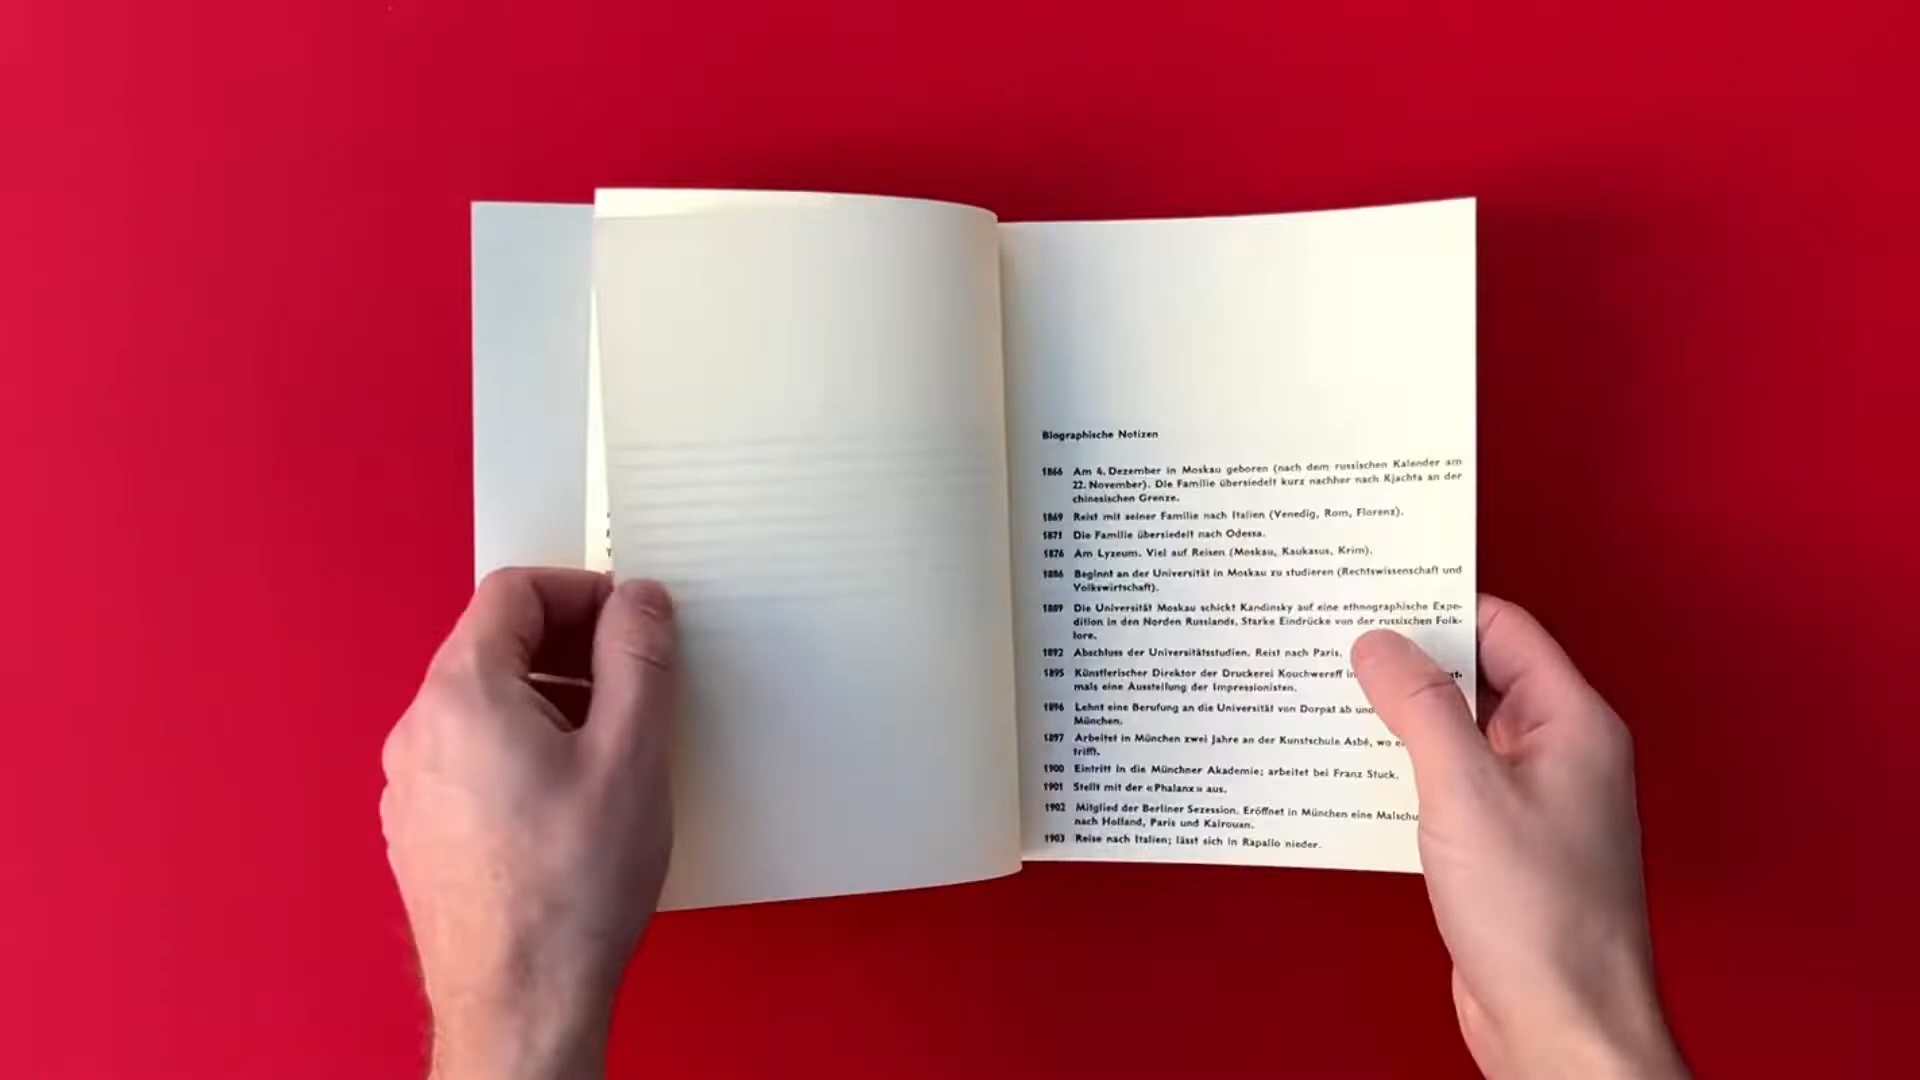 Biographische Notizen
1866 Am 4. Dezember in Moskau geboren (nach dem russischen Kalender am
22. November). Die Familie übersiedelt kurz nachher nach Kjachta an der
chinesischen Grenze.
1869 Reist mit seiner Familie nach Italien (Venedig, Rom, Florenz).
1871 Die Familie übersiedelt nach Odessa.
1876 Am Lyzeum. Viel auf Reisen (Moskau, Kaukasus, Krim).
1886 Beginnt an der Universität in Moskau zu studieren (Rechtswissenschaft und
Volkswirtschaft).
1889 Die Universität Moskau schickt Kandinsky auf eine ethnographische Expe-
dition in den Norden Russlands. Starke Eindrücke von der russischen Folk-
lore.
1892 Abschluss der Universitätsstudien. Reist nach Paris.
1895 Künstlerischer Direktor der Druckerei Kouchwereff in
mals eine Ausstellung der Impressionisten.
1896 Lehnt eine Berufung an die Universität von Dorpat ab und
München.
1897 Arbeitet in München zwei Jahre an der Kunstschule Asbé, wo
trifft.
1900 Eintritt in die Münchner Akademie; arbeitet bei Franz Stuck.
1901 Stellt mit der «Phalanx» aus.
1902 Mitglied der Berliner Sezession. Eröffnet in München eine Malschu
nach Holland, Paris und Kairouan.
1903 Reise nach Italien; lässt sich in Rapallo nieder.